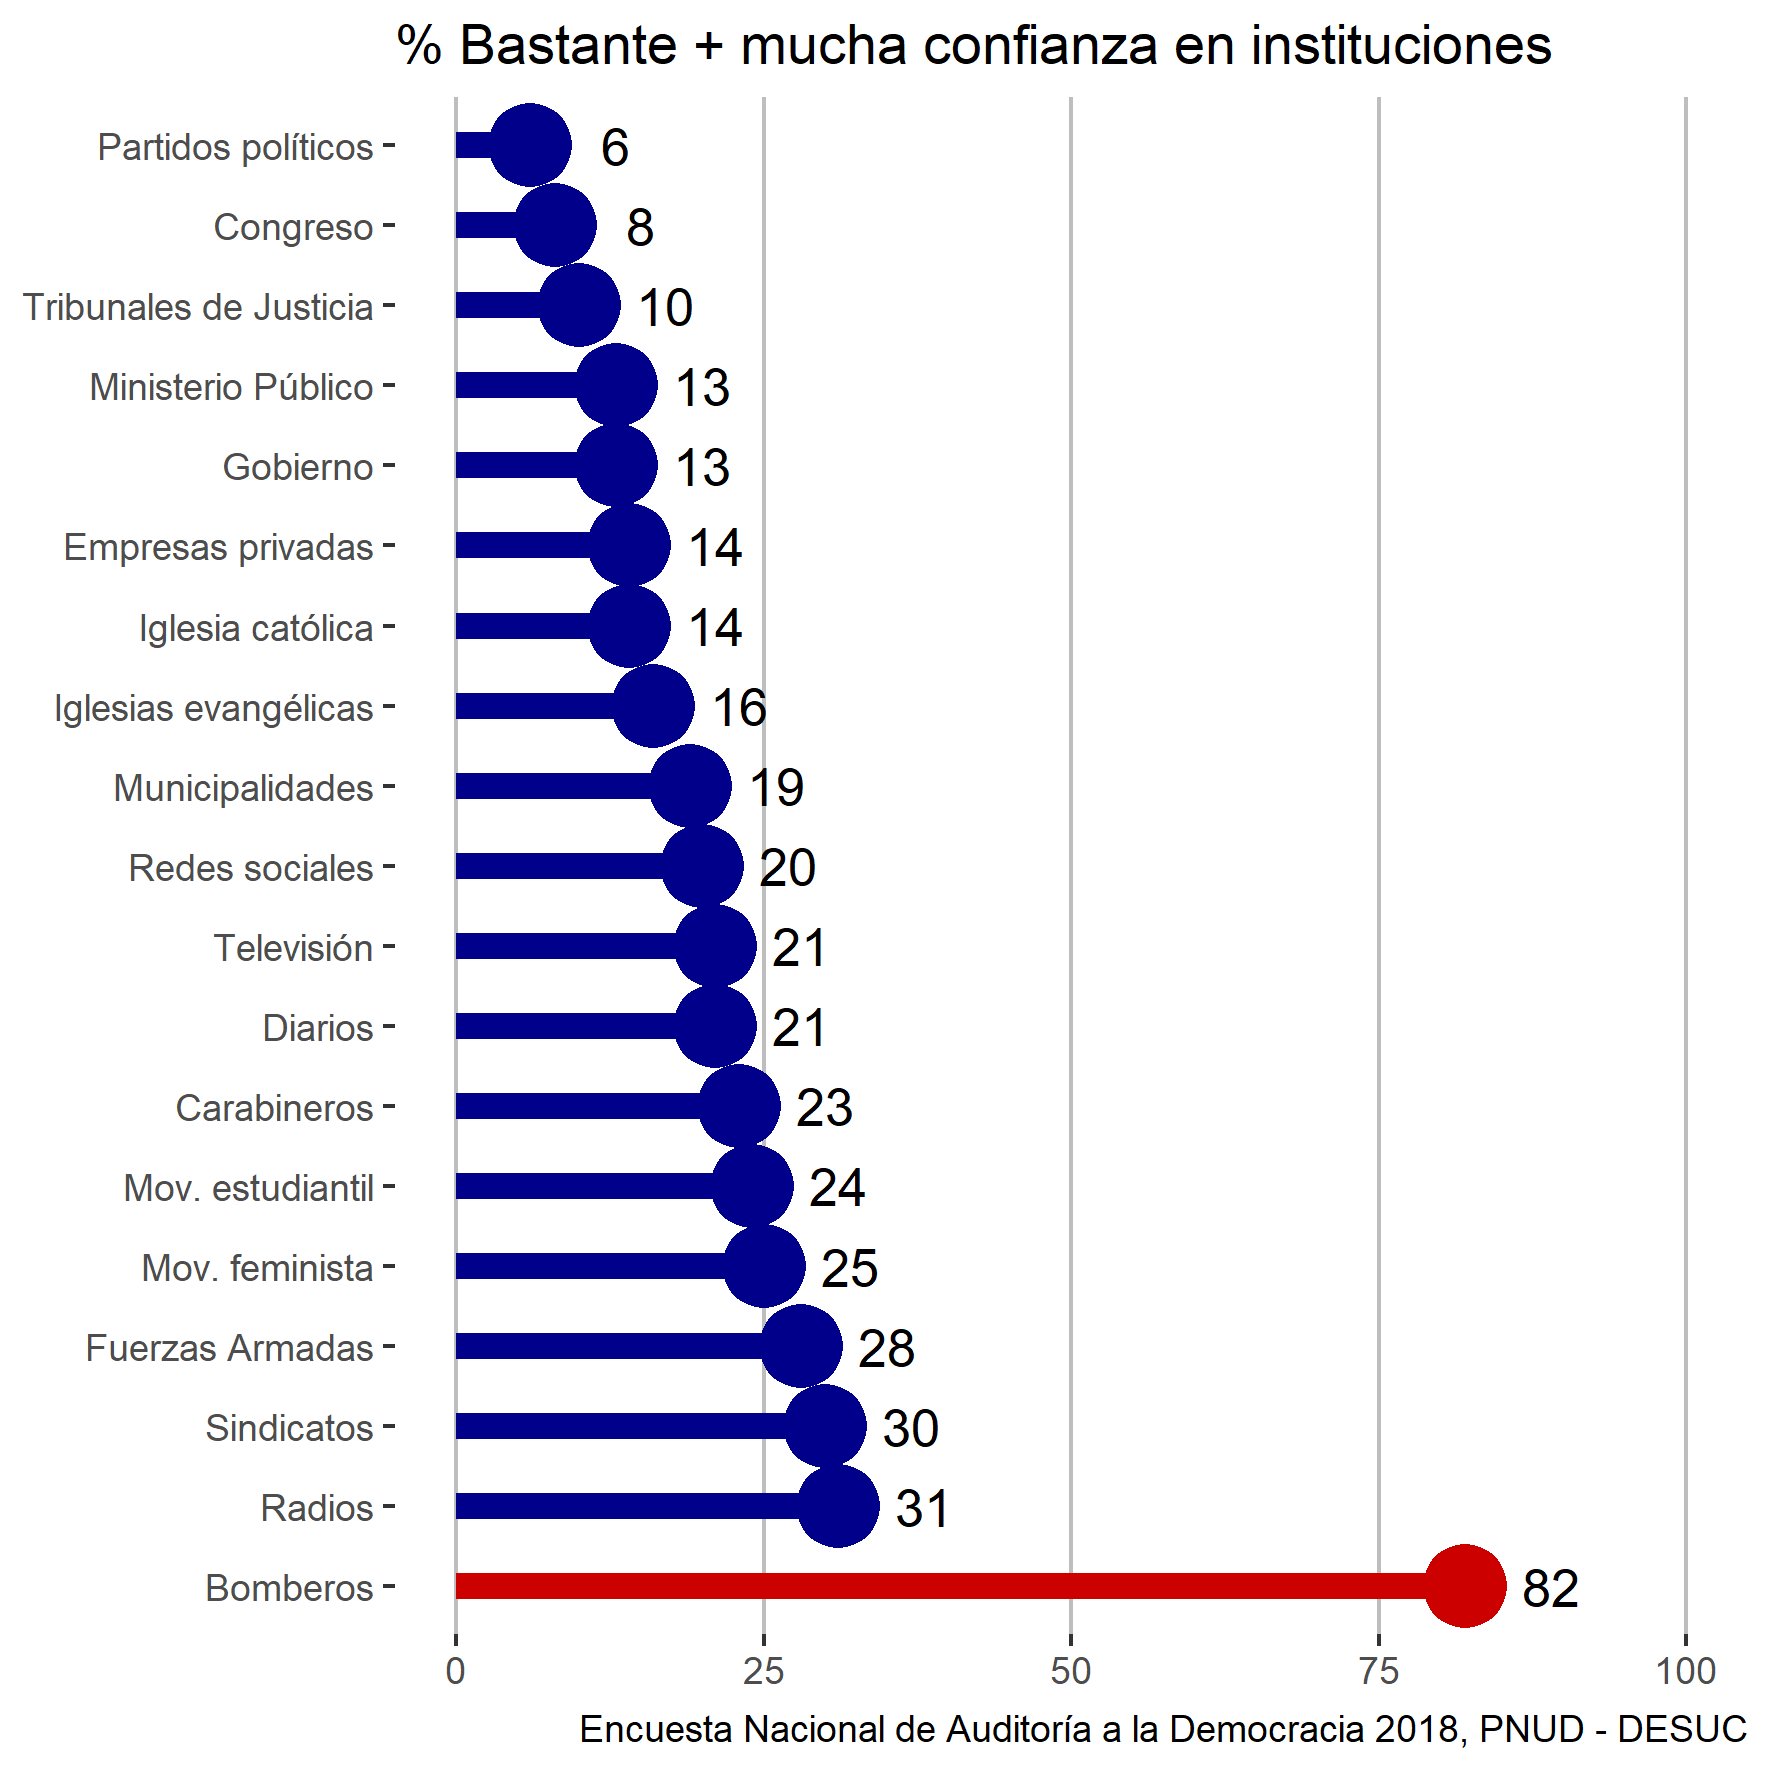 % Bastante + mucha confianza en instituciones
Partidos políticos 6
Congreso 8
Tribunales de Justicia 10
Ministerio Público 13
Gobierno 13
Empresas privadas 14
Iglesia católica 14
Iglesias evangélicas 16
Municipalidades 19
Redes sociales 20
Televisión 21
Diarios 21
Carabineros 23
Mov. estudiantil 24
Mov. feminista 25
Fuerzas Armadas 28
Sindicatos 30
Radios 31
Bomberos 82
0 25 50 75 100
Encuesta Nacional de Auditoría a la Democracia 2018, PNUD - DESUC